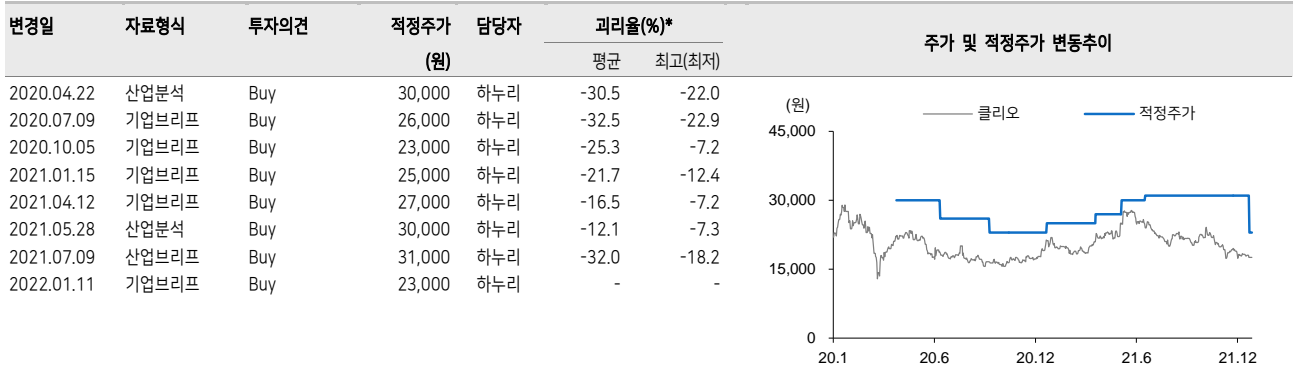 변경일 자료형식 투자의견 적정주가 담당자 괴리율(%)*
(원) 평균 최고(최저)
2020.04.22 산업분석 Buy 30,000 하누리 -30.5 -22.0
2020.07.09 기업브리프 Buy 26,000 하누리 -32.5 -22.9
2020.10.05 기업브리프 Buy 23,000 하누리 -25.3 -7.2
2021.01.15 기업브리프 Buy 25,000 하누리 -21.7 -12.4
2021.04.12 기업브리프 Buy 27,000 하누리 -16.5 -7.2
2021.05.28 산업분석 Buy 30,000 하누리 -12.1 -7.3
2021.07.09 산업브리프 Buy 31,000 하누리 -32.0 -18.2
2022.01.11 기업브리프 Buy 23,000 하누리 - -
주가 및 적정주가 변동추이
(원)
클리오 적정주가
45,000
30,000
15,000
0
20.1 20.6 20.12 21.6 21.12